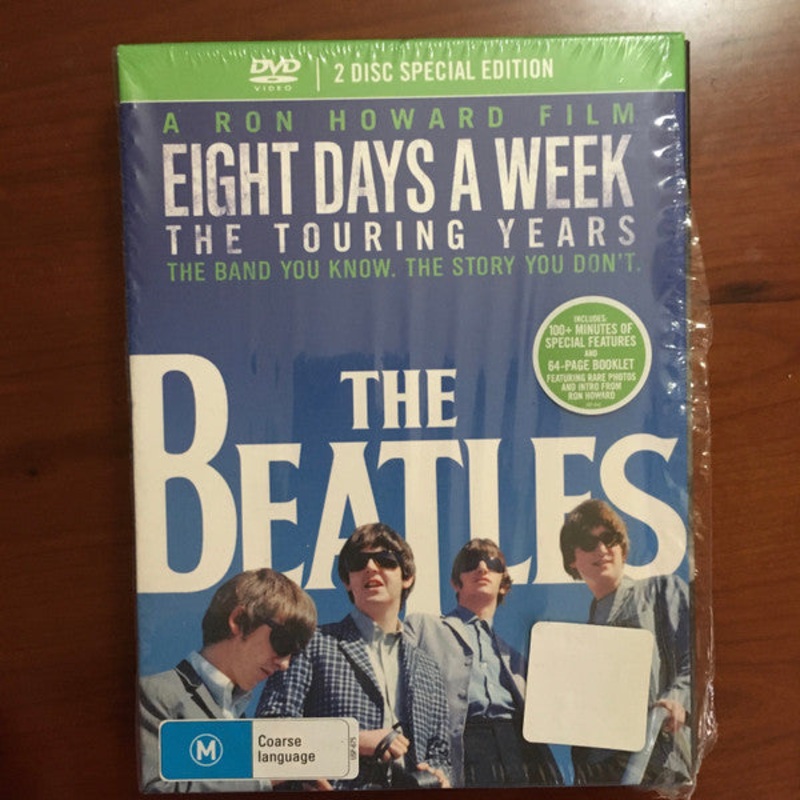 DVD VIDEO | 2 DISC SPECIAL EDITION
A RON HOWARD FILM
EIGHT DAYS A WEEK
THE TOURING YEARS
THE BAND YOU KNOW. THE STORY YOU DON'T.
INCLUDES:
100+ MINUTES OF
SPECIAL FEATURES
AND
64-PAGE BOOKLET
FEATURING RARE PHOTOS
AND INTRO FROM
RON HOWARD
THE
BEATLES
M
Coarse
language